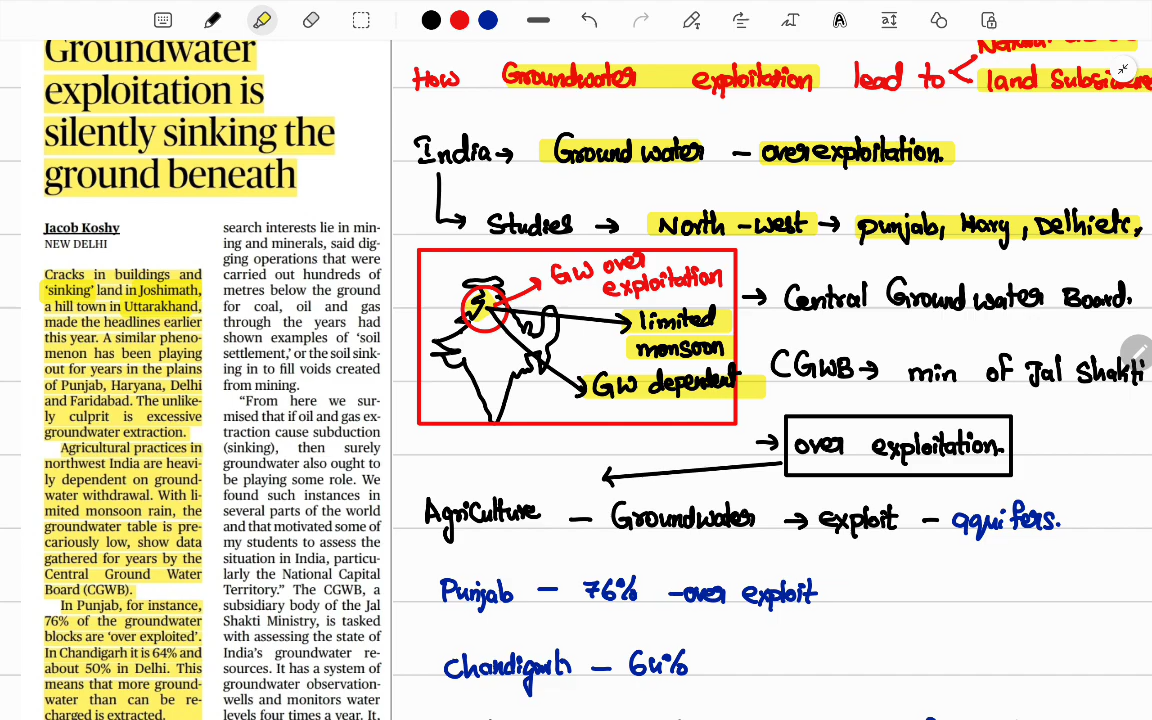 Groundwater
exploitation is
silently sinking the
ground beneath
Jacob Koshy
NEW DELHI
Cracks in buildings and
‘sinking’ land in Joshimath,
a hill town in Uttarakhand,
made the headlines earlier
this year. A similar pheno-
menon has been playing
out for years in the plains
of Punjab, Haryana, Delhi
and Faridabad. The unlike-
ly culprit is excessive
groundwater extraction.
Agricultural practices in
northwest India are heavi-
ly dependent on ground-
water withdrawal. With li-
mited monsoon rain, the
groundwater table is pre-
cariously low, show data
gathered for years by the
Central Ground Water
Board (CGWB).
In Punjab, for instance,
76% of the groundwater
blocks are ‘over exploited’.
In Chandigarh it is 64% and
about 50% in Delhi. This
means that more ground-
water than can be re-
charged is extracted.
search interests lie in min-
ing and minerals, said dig-
ging operations that were
carried out hundreds of
metres below the ground
for coal, oil and gas
through the years had
shown examples of ‘soil
settlement,’ or the soil sink-
ing in to fill voids created
from mining.
“From here we sur-
mised that if oil and gas ex-
traction cause subduction
(sinking), then surely
groundwater also ought to
be playing some role. We
found such instances in
several parts of the world
and that motivated some of
my students to assess the
situation in India, particu-
larly the National Capital
Territory.” The CGWB, a
subsidiary body of the Jal
Shakti Ministry, is tasked
with assessing the state of
India’s groundwater re-
sources. It has a system of
groundwater observation-
wells and monitors water
levels four times a year. It,
How Groundwater exploitation lead to
land Subsidence
India → Ground water – over exploitation.
Studies → North-west → punjab, Hary, Delhi etc,
GW over
exploitation
limited
monsoon
GW dependent
→ Central Ground water Board.
CGWB → min of Jal Shakti
→ over exploitation.
Agriculture – Groundwater → exploit – aquifers.
Punjab – 76% – over exploit
Chandigarh – 64%